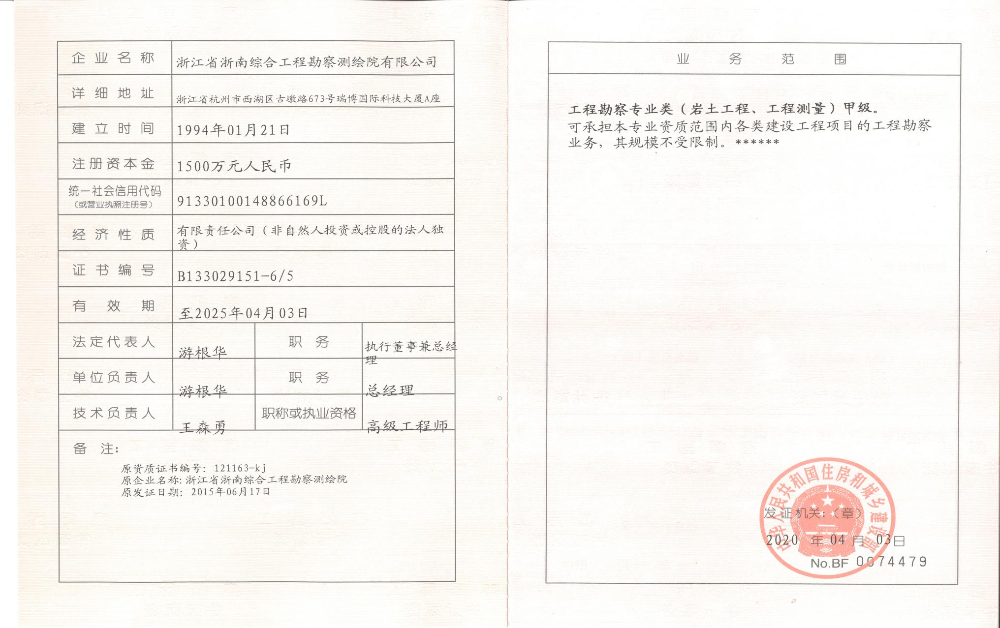 企业名称 浙江省浙南综合工程勘察测绘院有限公司
详细地址 浙江省杭州市西湖区古墩路673号瑞博国际科技大厦A座
建立时间 1994年01月21日
注册资本金 1500万元人民币
统一社会信用代码
（或营业执照注册号）
91330100148866169L
经济性质 有限责任公司（非自然人投资或控股的法人独
资）
证书编号 B133029151-6/5
有效期 至2025年04月03日
法定代表人 游根华 职务 执行董事兼总经
理
单位负责人 游根华 职务 总经理
技术负责人 王森勇 职称或执业资格 高级工程师
备注：
原资质证书编号：121163-kj
原企业名称:浙江省浙南综合工程勘察测绘院
原发证日期：2015年06月17日
业务范围
工程勘察专业类（岩土工程、工程测量）甲级。
可承担本专业资质范围内各类建设工程项目的工程勘察
业务，其规模不受限制。******
中华人民共和国住房和城乡建设部
发证机关：（章）
2020年04月03日
No.BF 0074479